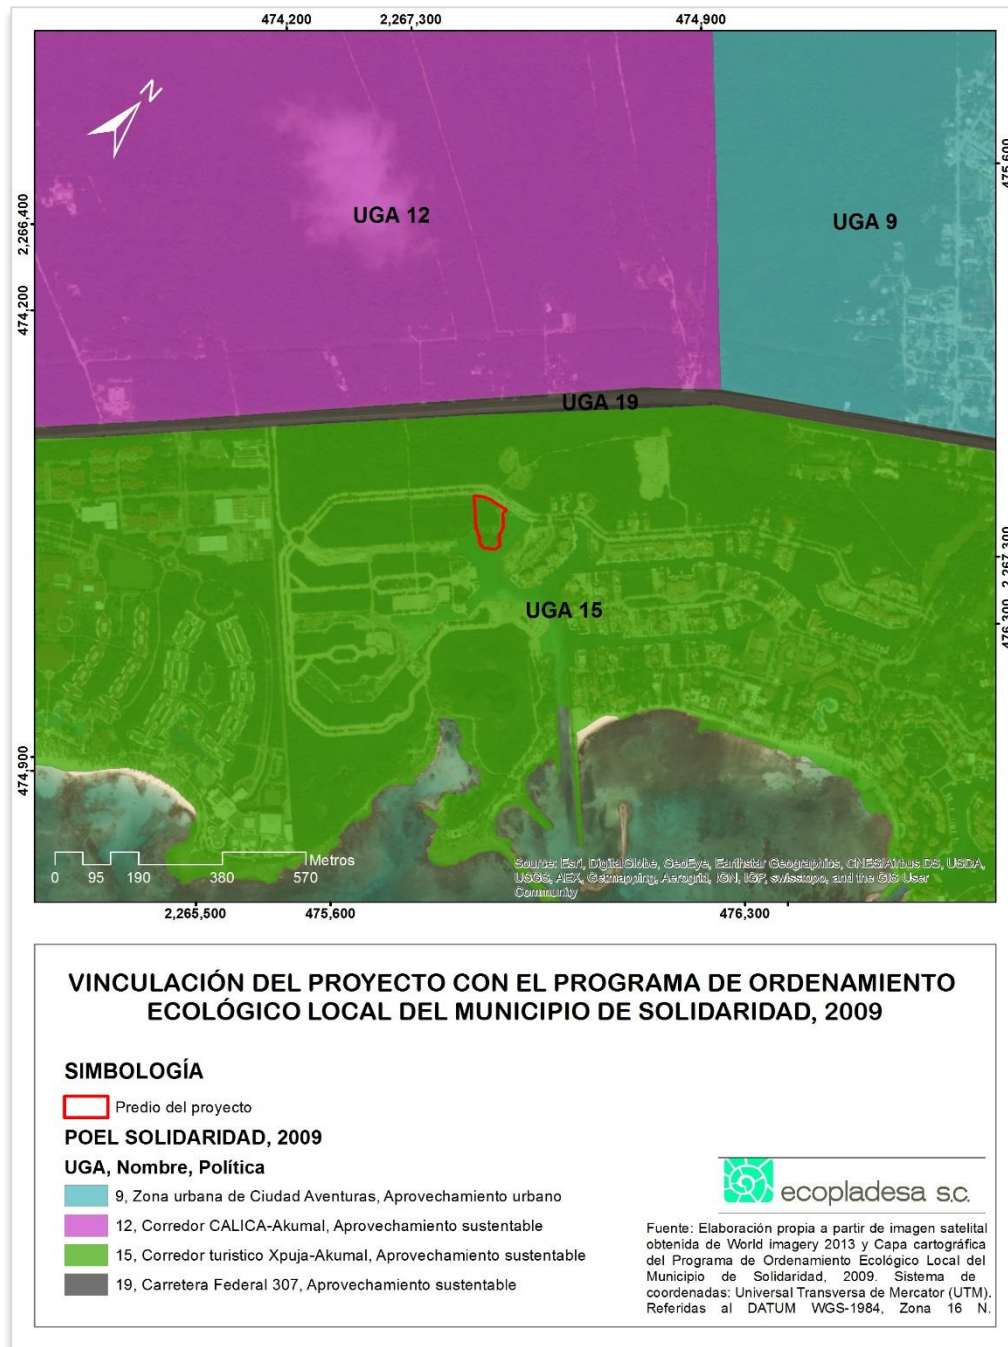 474,200 2,267,300 474,900
N
475,600
UGA 12
UGA 9
2,266,400
474,200
UGA 19
2,267,300
UGA 15
476,300
474,900
Metros
0 95 190 380 570
Source: Esri, DigitalGlobe, GeoEye, Earthstar Geographics, CNES/Airbus DS, USDA,
USGS, AEX, Getmapping, Aerogrid, IGN, IGP, swisstopo, and the GIS User
Community
2,265,500 475,600 476,300
VINCULACIÓN DEL PROYECTO CON EL PROGRAMA DE ORDENAMIENTO
ECOLÓGICO LOCAL DEL MUNICIPIO DE SOLIDARIDAD, 2009
SIMBOLOGÍA
Predio del proyecto
POEL SOLIDARIDAD, 2009
UGA, Nombre, Política
9, Zona urbana de Ciudad Aventuras, Aprovechamiento urbano
12, Corredor CALICA-Akumal, Aprovechamiento sustentable
15, Corredor turistico Xpuja-Akumal, Aprovechamiento sustentable
19, Carretera Federal 307, Aprovechamiento sustentable
ecopladesa s.c.
Fuente: Elaboración propia a partir de imagen satelital
obtenida de World imagery 2013 y Capa cartográfica
del Programa de Ordenamiento Ecológico Local del
Municipio de Solidaridad, 2009. Sistema de
coordenadas: Universal Transversa de Mercator (UTM).
Referidas al DATUM WGS-1984, Zona 16 N.